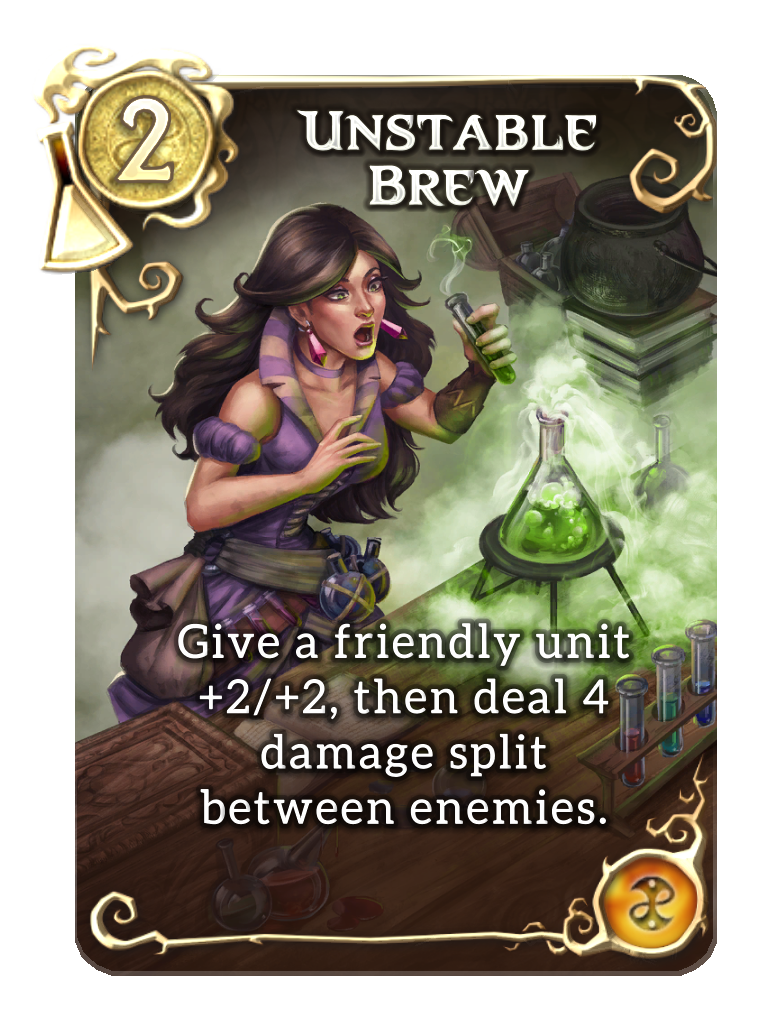 2
Unstable
Brew
Give a friendly unit
+2/+2, then deal 4
damage split
between enemies.